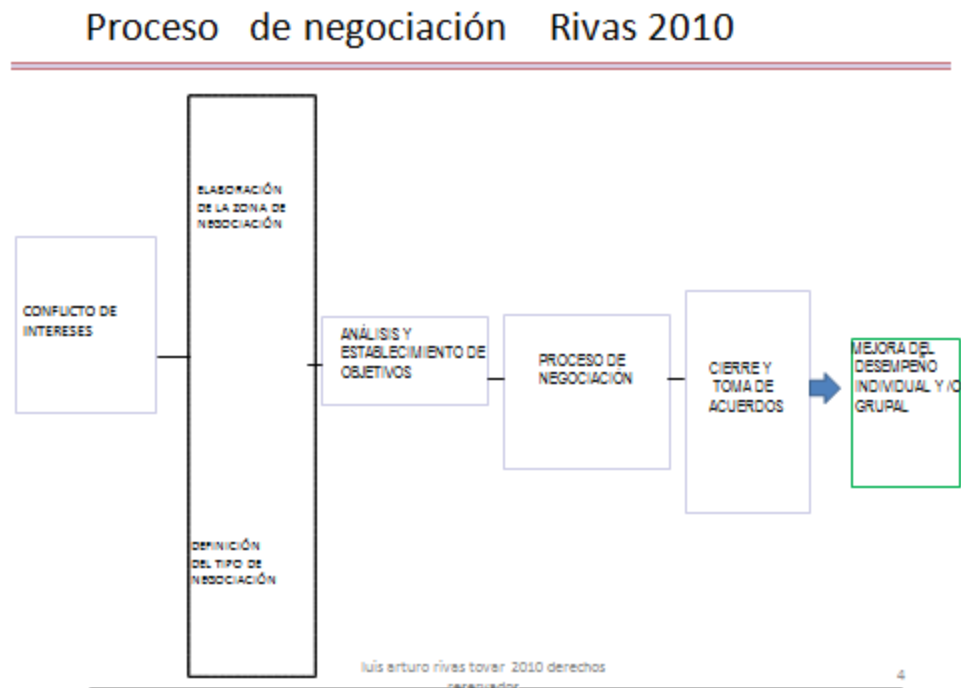 Proceso de negociación Rivas 2010
ELABORACIÓN
DE LA ZONA DE
NEGOCIACIÓN
CONFLICTO DE
INTERESES
ANÁLISIS Y
ESTABLECIMIENTO DE
OBJETIVOS
PROCESO DE
NEGOCIACIÓN
CIERRE Y
TOMA DE
ACUERDOS
MEJORA DEL
DESEMPEÑO
INDIVIDUAL Y /O
GRUPAL
DEFINICIÓN
DEL TIPO DE
NEGOCIACIÓN
luis arturo rivas tovar 2010 derechos
reservados
4